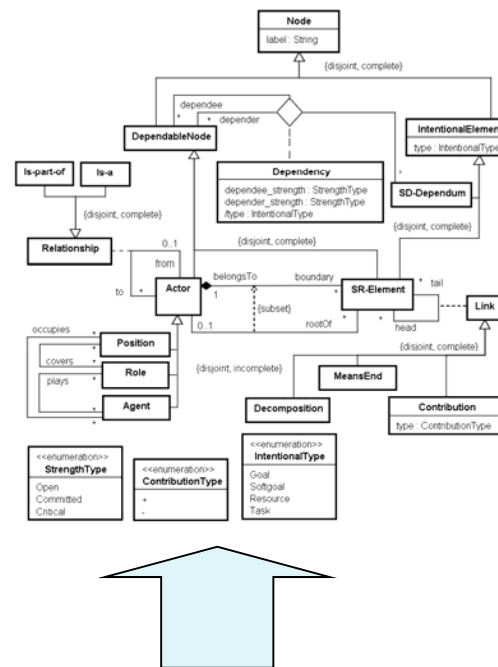 Node
label : String
{disjoint, complete}
dependee
*
*
depender
DependableNode
IntentionalElement
type : IntentionalType
Is-part-of
Is-a
Dependency
dependee_strength : StrengthType
depender_strength : StrengthType
/type : IntentionalType
*
SD-Dependum
{disjoint, complete}
Relationship
0..1
from
{disjoint, complete}
{disjoint, complete}
to
*
Actor
belongsTo
1
boundary
*
SR-Element
*
tail
Link
{subset}
0..1
rootOf
*
*
head
occupies
*
Position
*
covers
*
Role
plays
*
*
Agent
*
{disjoint, incomplete}
{disjoint, complete}
MeansEnd
Decomposition
Contribution
type : ContributionType
<<enumeration>>
StrengthType
Open
Committed
Critical
<<enumeration>>
ContributionType
+
-
<<enumeration>>
IntentionalType
Goal
Softgoal
Resource
Task